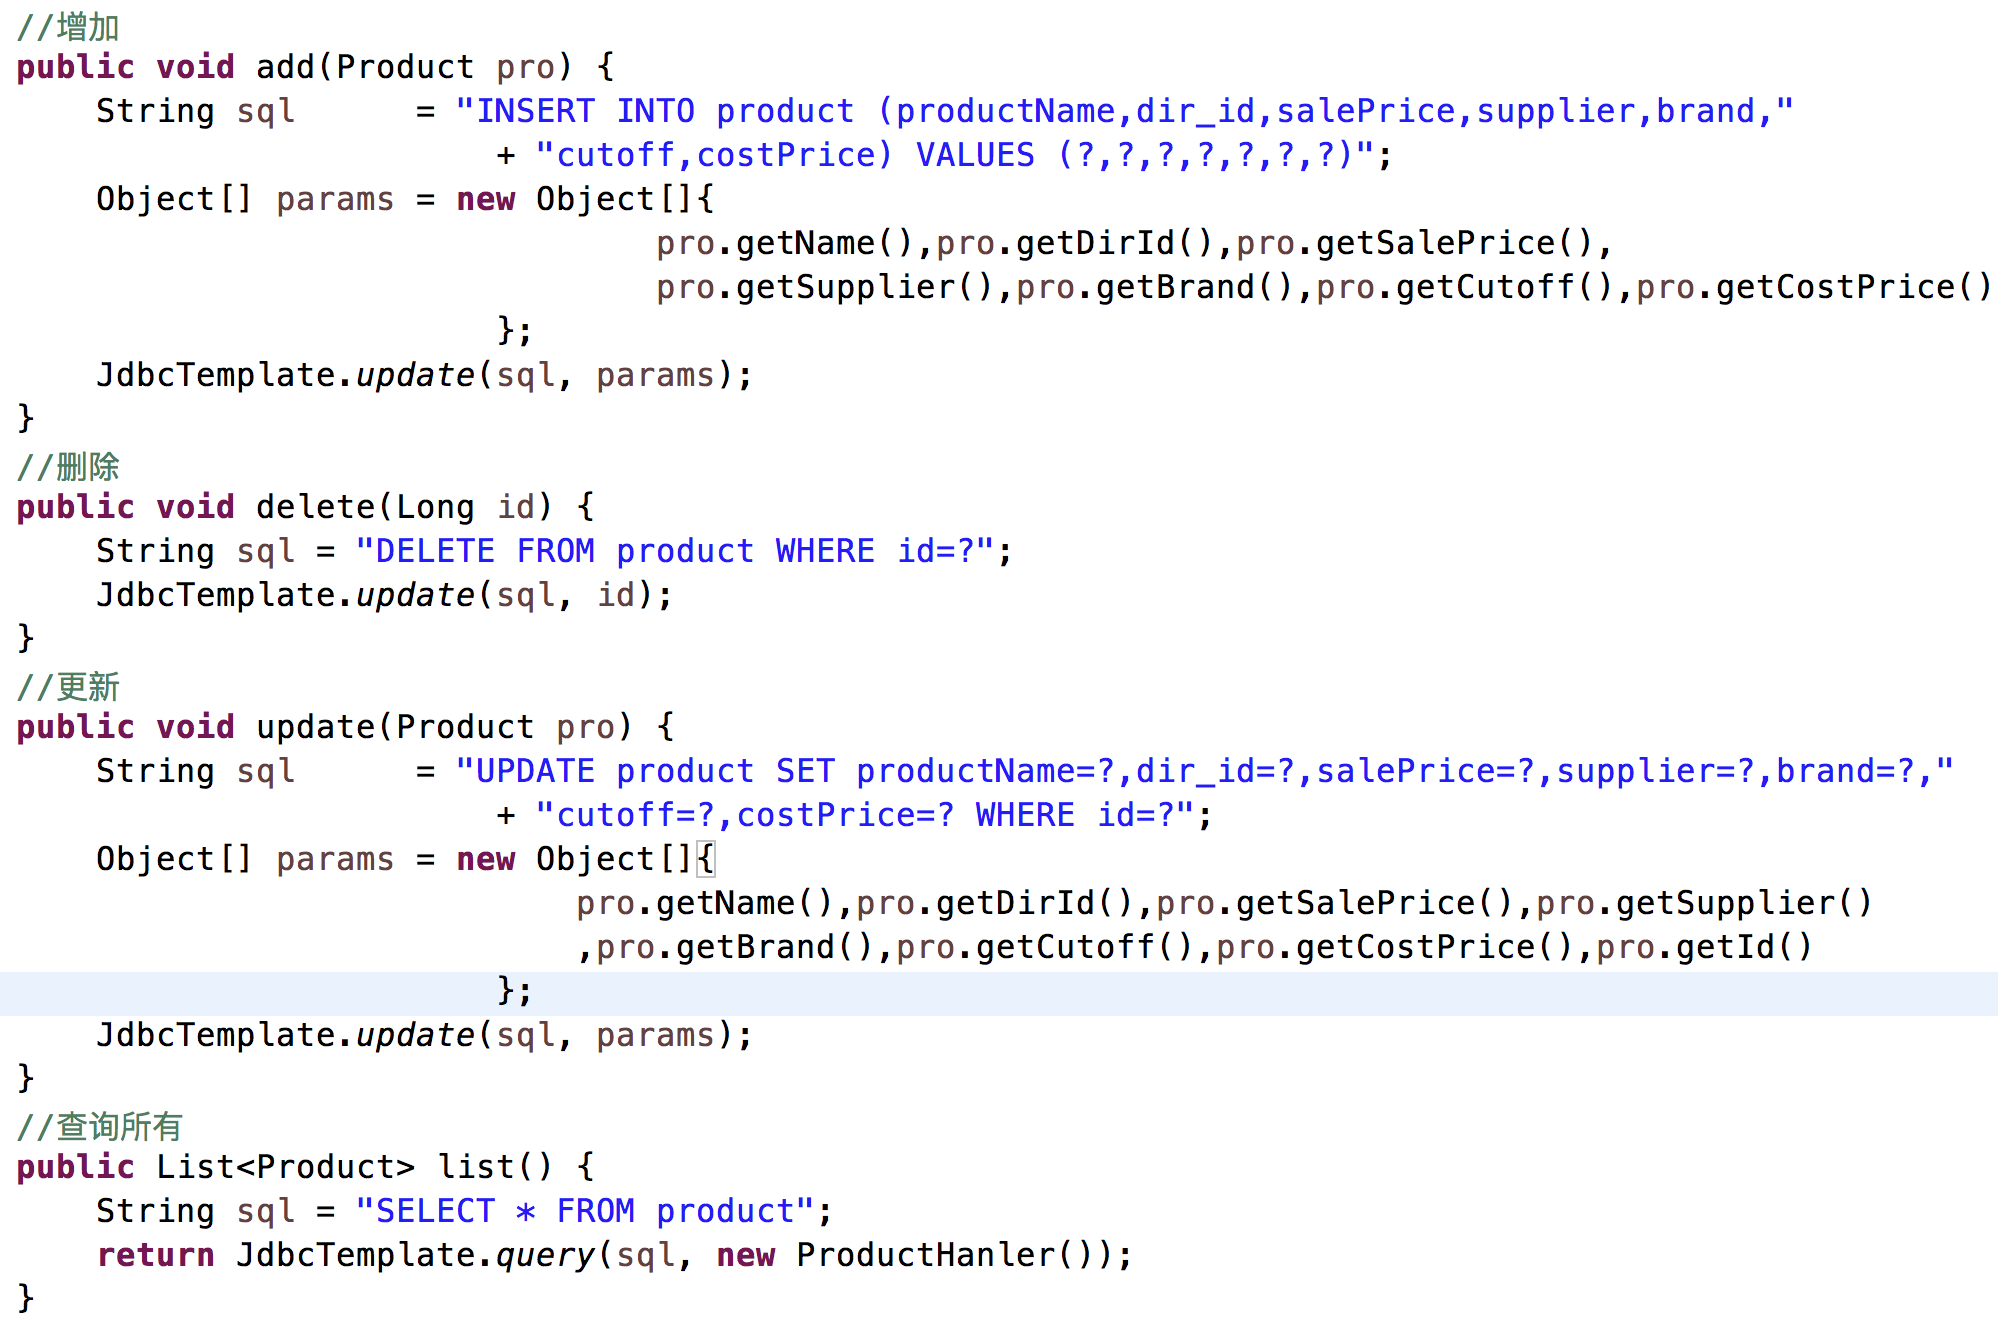 //增加
public void add(Product pro) {
    String sql      = "INSERT INTO product (productName,dir_id,salePrice,supplier,brand,"
                        + "cutoff,costPrice) VALUES (?,?,?,?,?,?,?)";
    Object[] params = new Object[]{
                                pro.getName(),pro.getDirId(),pro.getSalePrice(),
                                pro.getSupplier(),pro.getBrand(),pro.getCutoff(),pro.getCostPrice()
                        };
    JdbcTemplate.update(sql, params);
}
//删除
public void delete(Long id) {
    String sql = "DELETE FROM product WHERE id=?";
    JdbcTemplate.update(sql, id);
}
//更新
public void update(Product pro) {
    String sql      = "UPDATE product SET productName=?,dir_id=?,salePrice=?,supplier=?,brand=?,"
                        + "cutoff=?,costPrice=? WHERE id=?";
    Object[] params = new Object[]{
                            pro.getName(),pro.getDirId(),pro.getSalePrice(),pro.getSupplier()
                            ,pro.getBrand(),pro.getCutoff(),pro.getCostPrice(),pro.getId()
                        };
    JdbcTemplate.update(sql, params);
}
//查询所有
public List<Product> list() {
    String sql = "SELECT * FROM product";
    return JdbcTemplate.query(sql, new ProductHanler());
}